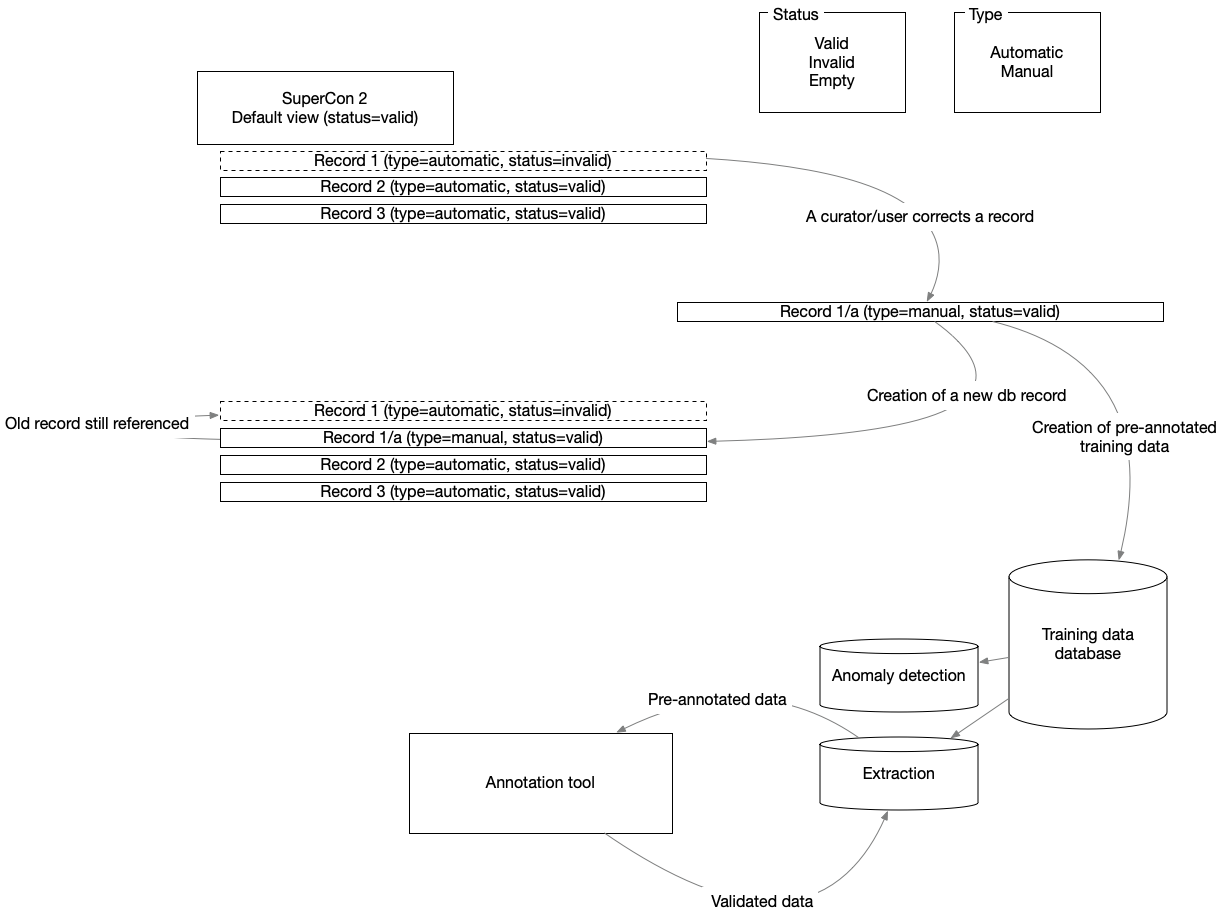 Status
Valid
Invalid
Empty
Type
Automatic
Manual
SuperCon 2
Default view (status=valid)
Record 1 (type=automatic, status=invalid)
Record 2 (type=automatic, status=valid)
Record 3 (type=automatic, status=valid)
A curator/user corrects a record
Record 1/a (type=manual, status=valid)
Creation of a new db record
Old record still referenced
Record 1 (type=automatic, status=invalid)
Record 1/a (type=manual, status=valid)
Record 2 (type=automatic, status=valid)
Record 3 (type=automatic, status=valid)
Creation of pre-annotated
training data
Training data
database
Anomaly detection
Pre-annotated data
Extraction
Annotation tool
Validated data